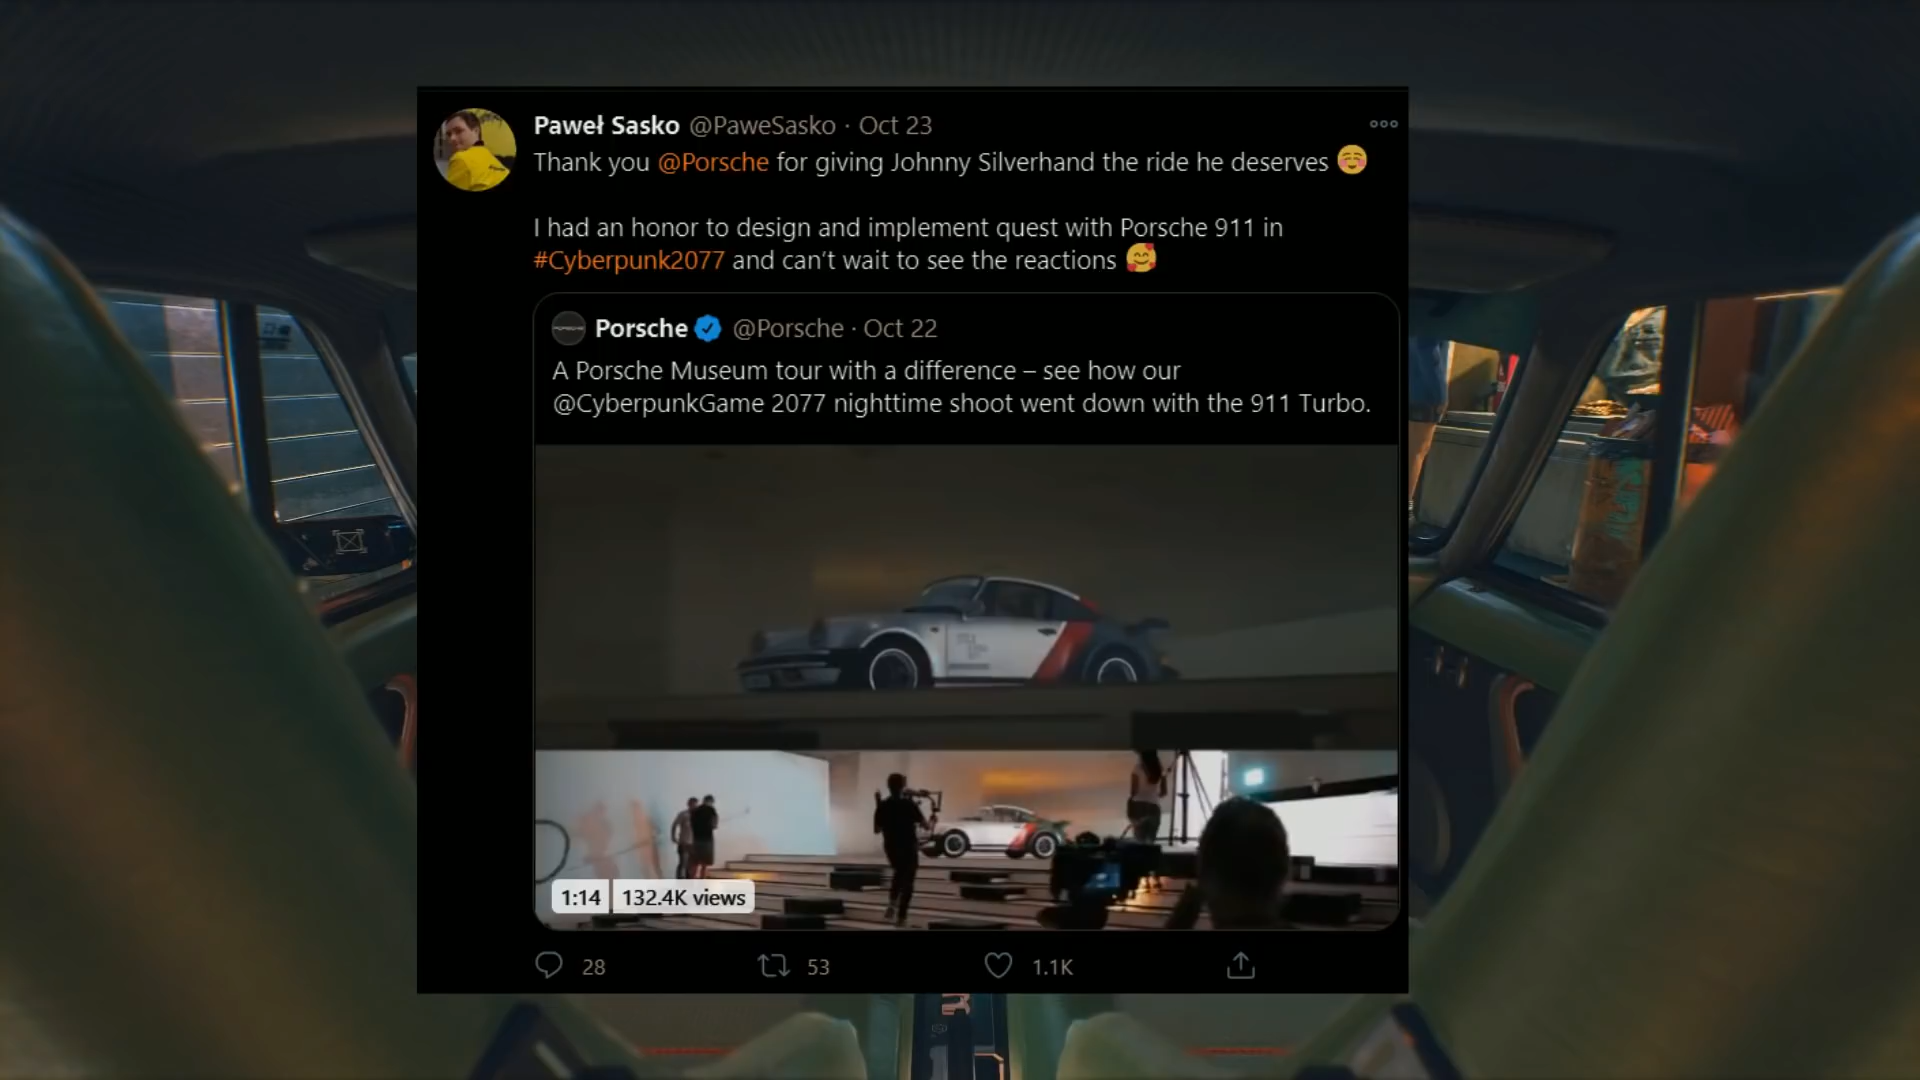 Paweł Sasko @PaweSasko · Oct 23
Thank you @Porsche for giving Johnny Silverhand the ride he deserves ☺️
I had an honor to design and implement quest with Porsche 911 in
#Cyberpunk2077 and can’t wait to see the reactions 🥰
Porsche @Porsche · Oct 22
A Porsche Museum tour with a difference – see how our
@CyberpunkGame 2077 nighttime shoot went down with the 911 Turbo.
1:14 132.4K views
28 53 1.1K